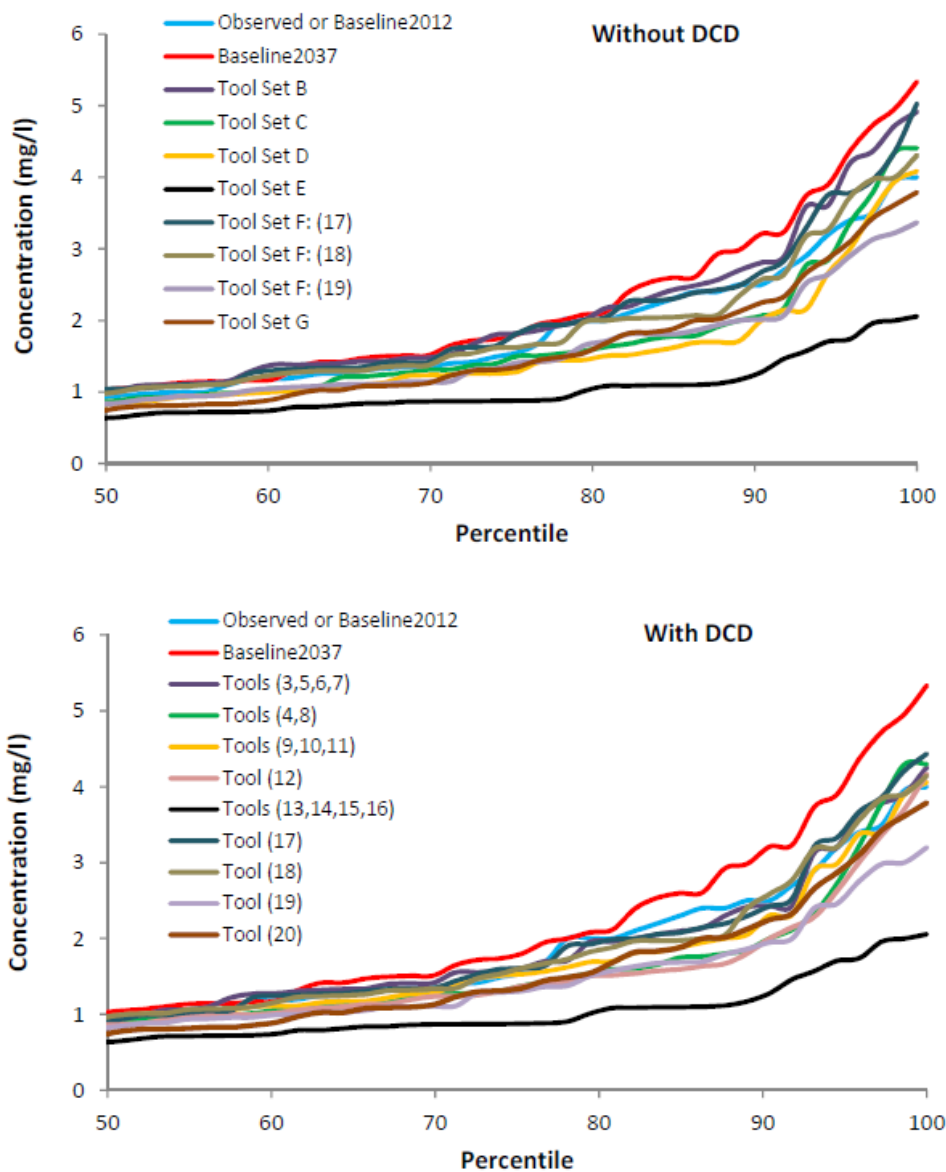 Without DCD
Observed or Baseline2012
Baseline2037
Tool Set B
Tool Set C
Tool Set D
Tool Set E
Tool Set F: (17)
Tool Set F: (18)
Tool Set F: (19)
Tool Set G
Concentration (mg/l)
6
5
4
3
2
1
0
50 60 70 80 90 100
Percentile
With DCD
Observed or Baseline2012
Baseline2037
Tools (3,5,6,7)
Tools (4,8)
Tools (9,10,11)
Tool (12)
Tools (13,14,15,16)
Tool (17)
Tool (18)
Tool (19)
Tool (20)
Concentration (mg/l)
6
5
4
3
2
1
0
50 60 70 80 90 100
Percentile